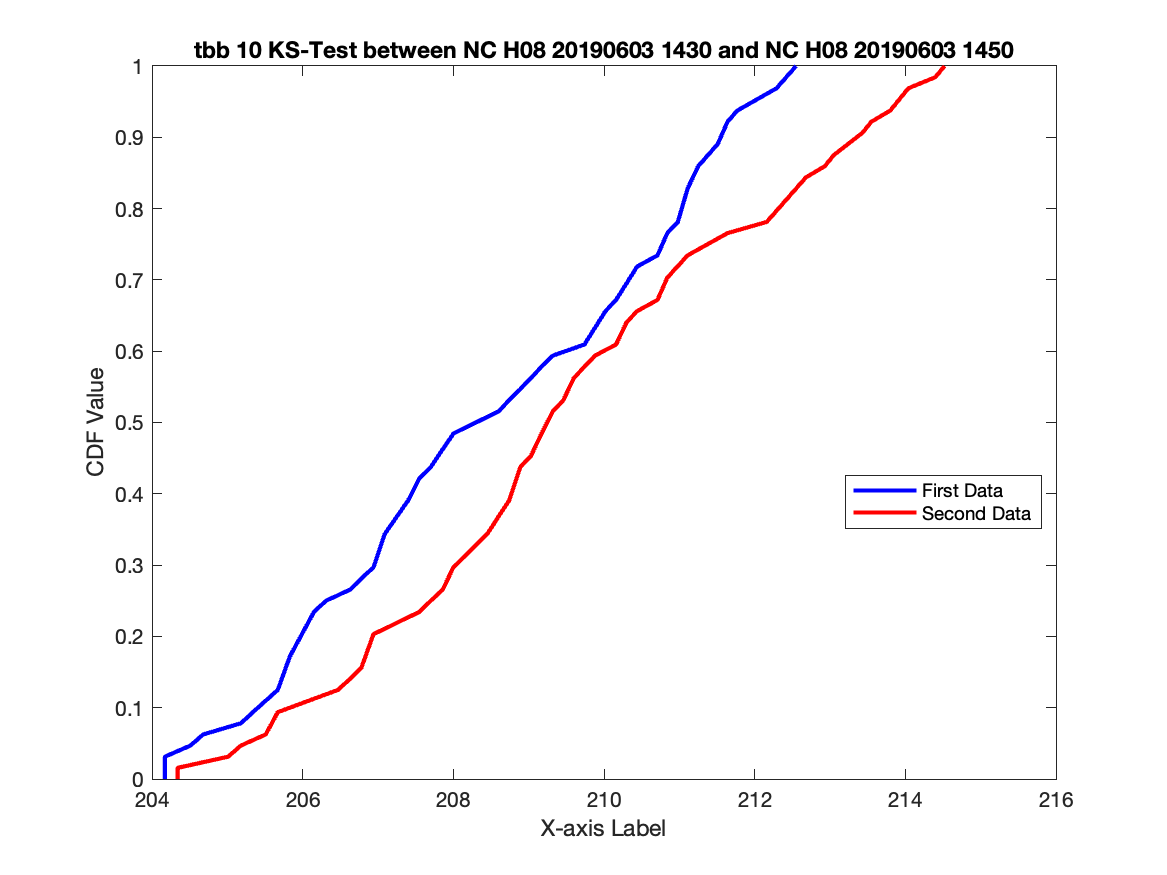 tbb 10 KS-Test between NC H08 20190603 1430 and NC H08 20190603 1450
1
0.9
0.8
0.7
0.6
0.5
0.4
0.3
0.2
0.1
0
CDF Value
First Data
Second Data
204 206 208 210 212 214 216
X-axis Label